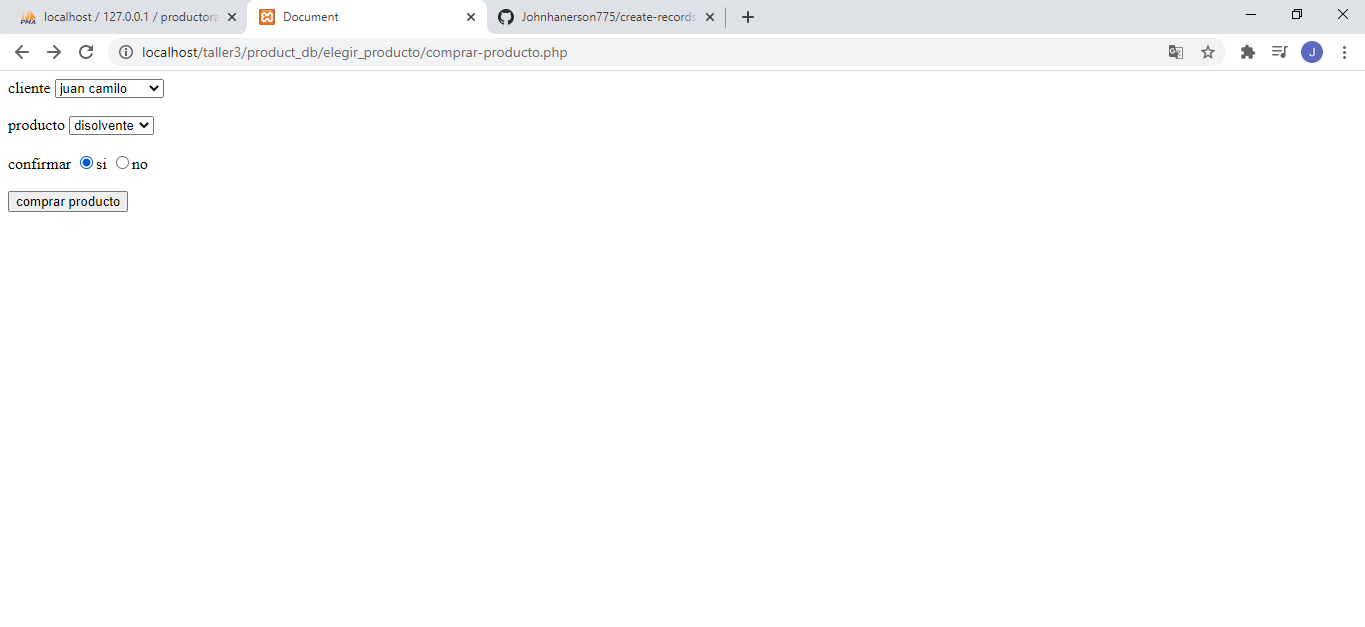 PMA localhost / 127.0.0.1 / productora Document Johnhanerson775/create-records
localhost/taller3/product_db/elegir_producto/comprar-producto.php J
cliente juan camilo
producto disolvente
confirmar si no
comprar producto